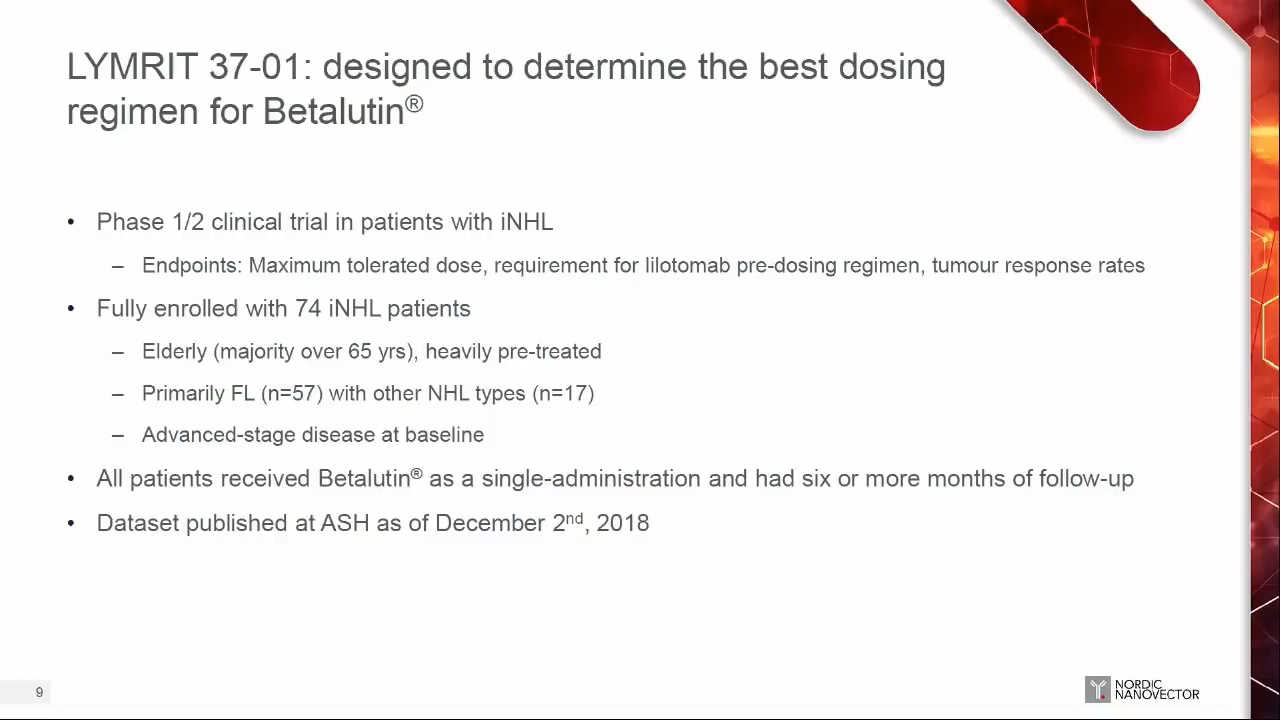 LYMRIT 37-01: designed to determine the best dosing
regimen for Betalutin®
• Phase 1/2 clinical trial in patients with iNHL
– Endpoints: Maximum tolerated dose, requirement for lilotomab pre-dosing regimen, tumour response rates
• Fully enrolled with 74 iNHL patients
– Elderly (majority over 65 yrs), heavily pre-treated
– Primarily FL (n=57) with other NHL types (n=17)
– Advanced-stage disease at baseline
• All patients received Betalutin® as a single-administration and had six or more months of follow-up
• Dataset published at ASH as of December 2nd, 2018
9
NORDIC
NANOVECTOR